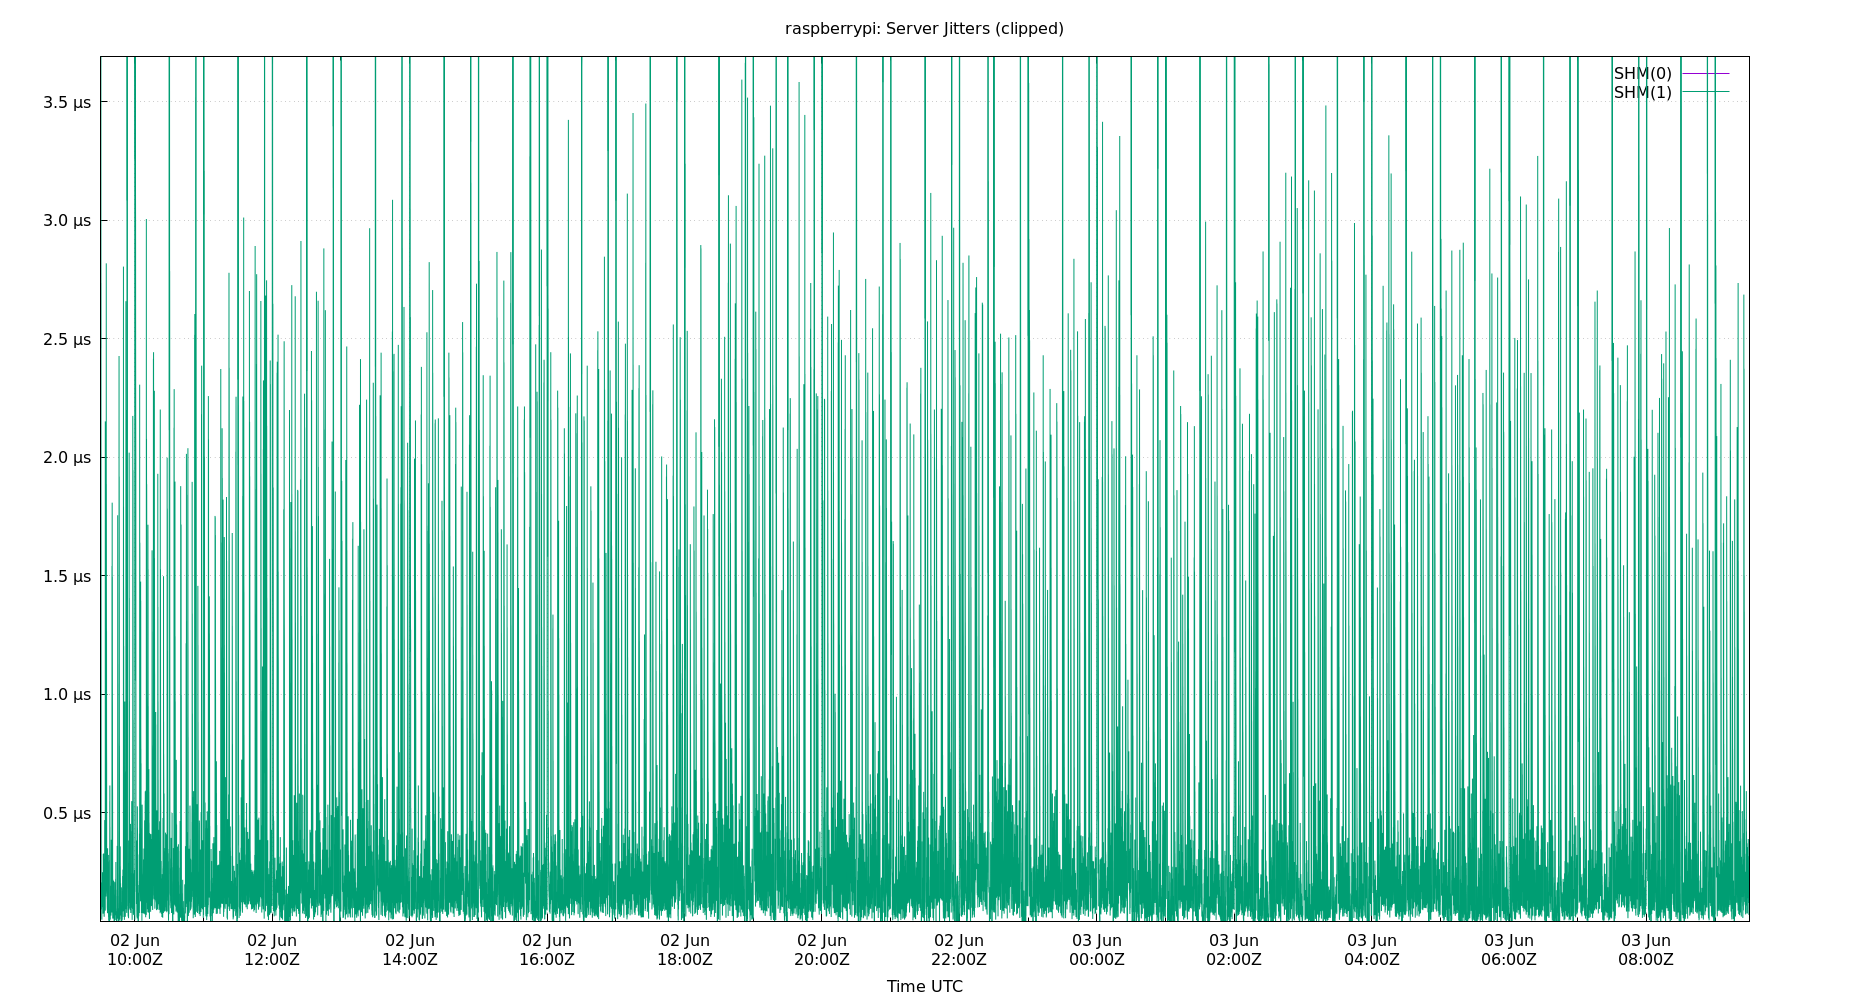 raspberrypi: Server Jitters (clipped)
SHM(0)
SHM(1)
3.5 μs
3.0 μs
2.5 μs
2.0 μs
1.5 μs
1.0 μs
0.5 μs
02 Jun 02 Jun 02 Jun 02 Jun 02 Jun 02 Jun 02 Jun 03 Jun 03 Jun 03 Jun 03 Jun 03 Jun
10:00Z 12:00Z 14:00Z 16:00Z 18:00Z 20:00Z 22:00Z 00:00Z 02:00Z 04:00Z 06:00Z 08:00Z
Time UTC